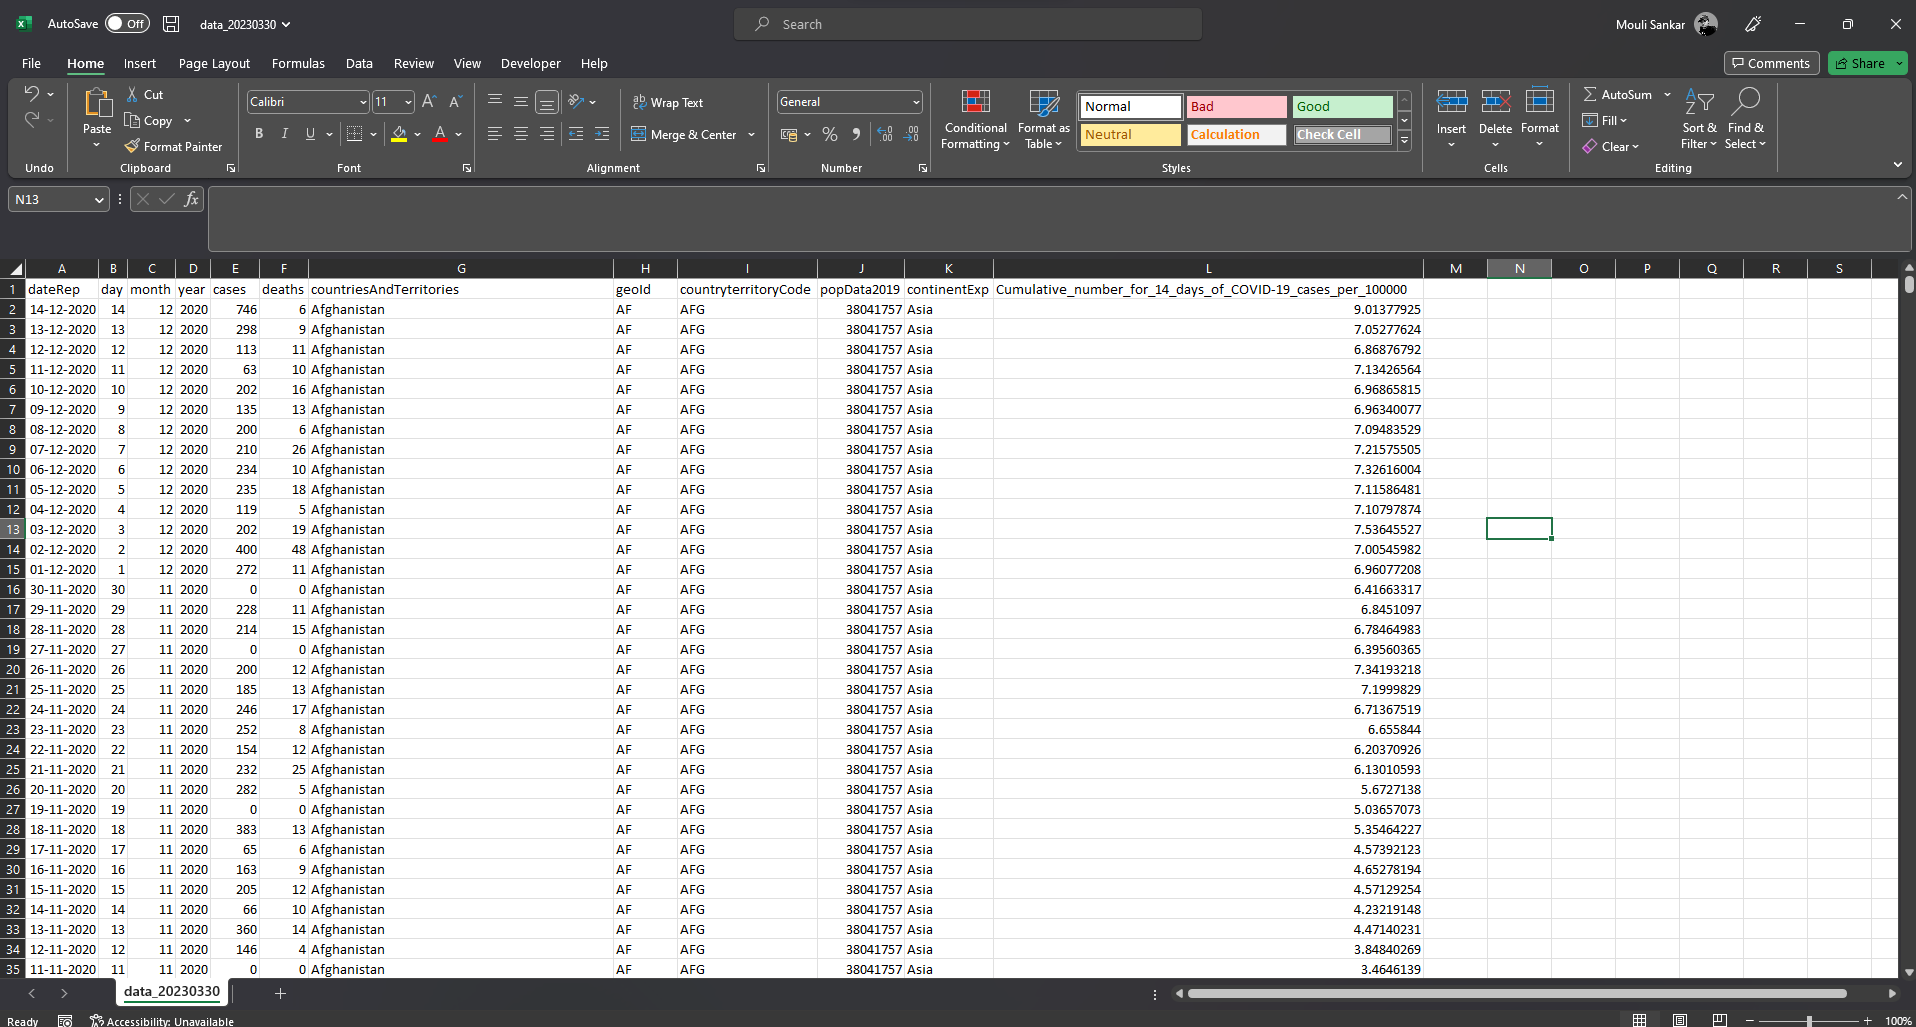 AutoSave Off data_20230330 Search Mouli Sankar
File Home Insert Page Layout Formulas Data Review View Developer Help Comments Share
Cut Calibri 11 A A Wrap Text General Normal Bad Good AutoSum
Paste Copy Conditional Formatting Format as Table Insert Delete Format Fill Sort & Filter Find & Select
Format Painter B I U A Merge & Center % Neutral Calculation Check Cell Clear
Undo Clipboard Font Alignment Number Styles Cells Editing
N13 fx
A B C D E F G H I J K L M N O P Q R S
1 dateRep day month year cases deaths countriesAndTerritories geoId countryterritoryCode popData2019 continentExp Cumulative_number_for_14_days_of_COVID-19_cases_per_100000
2 14-12-2020 14 12 2020 746 6 Afghanistan AF AFG 38041757 Asia 9.01377925
3 13-12-2020 13 12 2020 298 9 Afghanistan AF AFG 38041757 Asia 7.05277624
4 12-12-2020 12 12 2020 113 11 Afghanistan AF AFG 38041757 Asia 6.86876792
5 11-12-2020 11 12 2020 63 10 Afghanistan AF AFG 38041757 Asia 7.13426564
6 10-12-2020 10 12 2020 202 16 Afghanistan AF AFG 38041757 Asia 6.96865815
7 09-12-2020 9 12 2020 135 13 Afghanistan AF AFG 38041757 Asia 6.96340077
8 08-12-2020 8 12 2020 200 6 Afghanistan AF AFG 38041757 Asia 7.09483529
9 07-12-2020 7 12 2020 210 26 Afghanistan AF AFG 38041757 Asia 7.21575505
10 06-12-2020 6 12 2020 234 10 Afghanistan AF AFG 38041757 Asia 7.32616004
11 05-12-2020 5 12 2020 235 18 Afghanistan AF AFG 38041757 Asia 7.11586481
12 04-12-2020 4 12 2020 119 5 Afghanistan AF AFG 38041757 Asia 7.10797874
13 03-12-2020 3 12 2020 202 19 Afghanistan AF AFG 38041757 Asia 7.53645527
14 02-12-2020 2 12 2020 400 48 Afghanistan AF AFG 38041757 Asia 7.00545982
15 01-12-2020 1 12 2020 272 11 Afghanistan AF AFG 38041757 Asia 6.96077208
16 30-11-2020 30 11 2020 0 0 Afghanistan AF AFG 38041757 Asia 6.41663317
17 29-11-2020 29 11 2020 228 11 Afghanistan AF AFG 38041757 Asia 6.8451097
18 28-11-2020 28 11 2020 214 15 Afghanistan AF AFG 38041757 Asia 6.78464983
19 27-11-2020 27 11 2020 0 0 Afghanistan AF AFG 38041757 Asia 6.39560365
20 26-11-2020 26 11 2020 200 12 Afghanistan AF AFG 38041757 Asia 7.34193218
21 25-11-2020 25 11 2020 185 13 Afghanistan AF AFG 38041757 Asia 7.1999829
22 24-11-2020 24 11 2020 246 17 Afghanistan AF AFG 38041757 Asia 6.71367519
23 23-11-2020 23 11 2020 252 8 Afghanistan AF AFG 38041757 Asia 6.655844
24 22-11-2020 22 11 2020 154 12 Afghanistan AF AFG 38041757 Asia 6.20370926
25 21-11-2020 21 11 2020 232 25 Afghanistan AF AFG 38041757 Asia 6.13010593
26 20-11-2020 20 11 2020 282 5 Afghanistan AF AFG 38041757 Asia 5.6727138
27 19-11-2020 19 11 2020 0 0 Afghanistan AF AFG 38041757 Asia 5.03657073
28 18-11-2020 18 11 2020 383 13 Afghanistan AF AFG 38041757 Asia 5.35464227
29 17-11-2020 17 11 2020 65 6 Afghanistan AF AFG 38041757 Asia 4.57392123
30 16-11-2020 16 11 2020 163 9 Afghanistan AF AFG 38041757 Asia 4.65278194
31 15-11-2020 15 11 2020 205 12 Afghanistan AF AFG 38041757 Asia 4.57129254
32 14-11-2020 14 11 2020 66 10 Afghanistan AF AFG 38041757 Asia 4.23219148
33 13-11-2020 13 11 2020 360 14 Afghanistan AF AFG 38041757 Asia 4.47140231
34 12-11-2020 12 11 2020 146 4 Afghanistan AF AFG 38041757 Asia 3.84840269
35 11-11-2020 11 11 2020 0 0 Afghanistan AF AFG 38041757 Asia 3.4646139
data_20230330
Ready Accessibility: Unavailable 100%